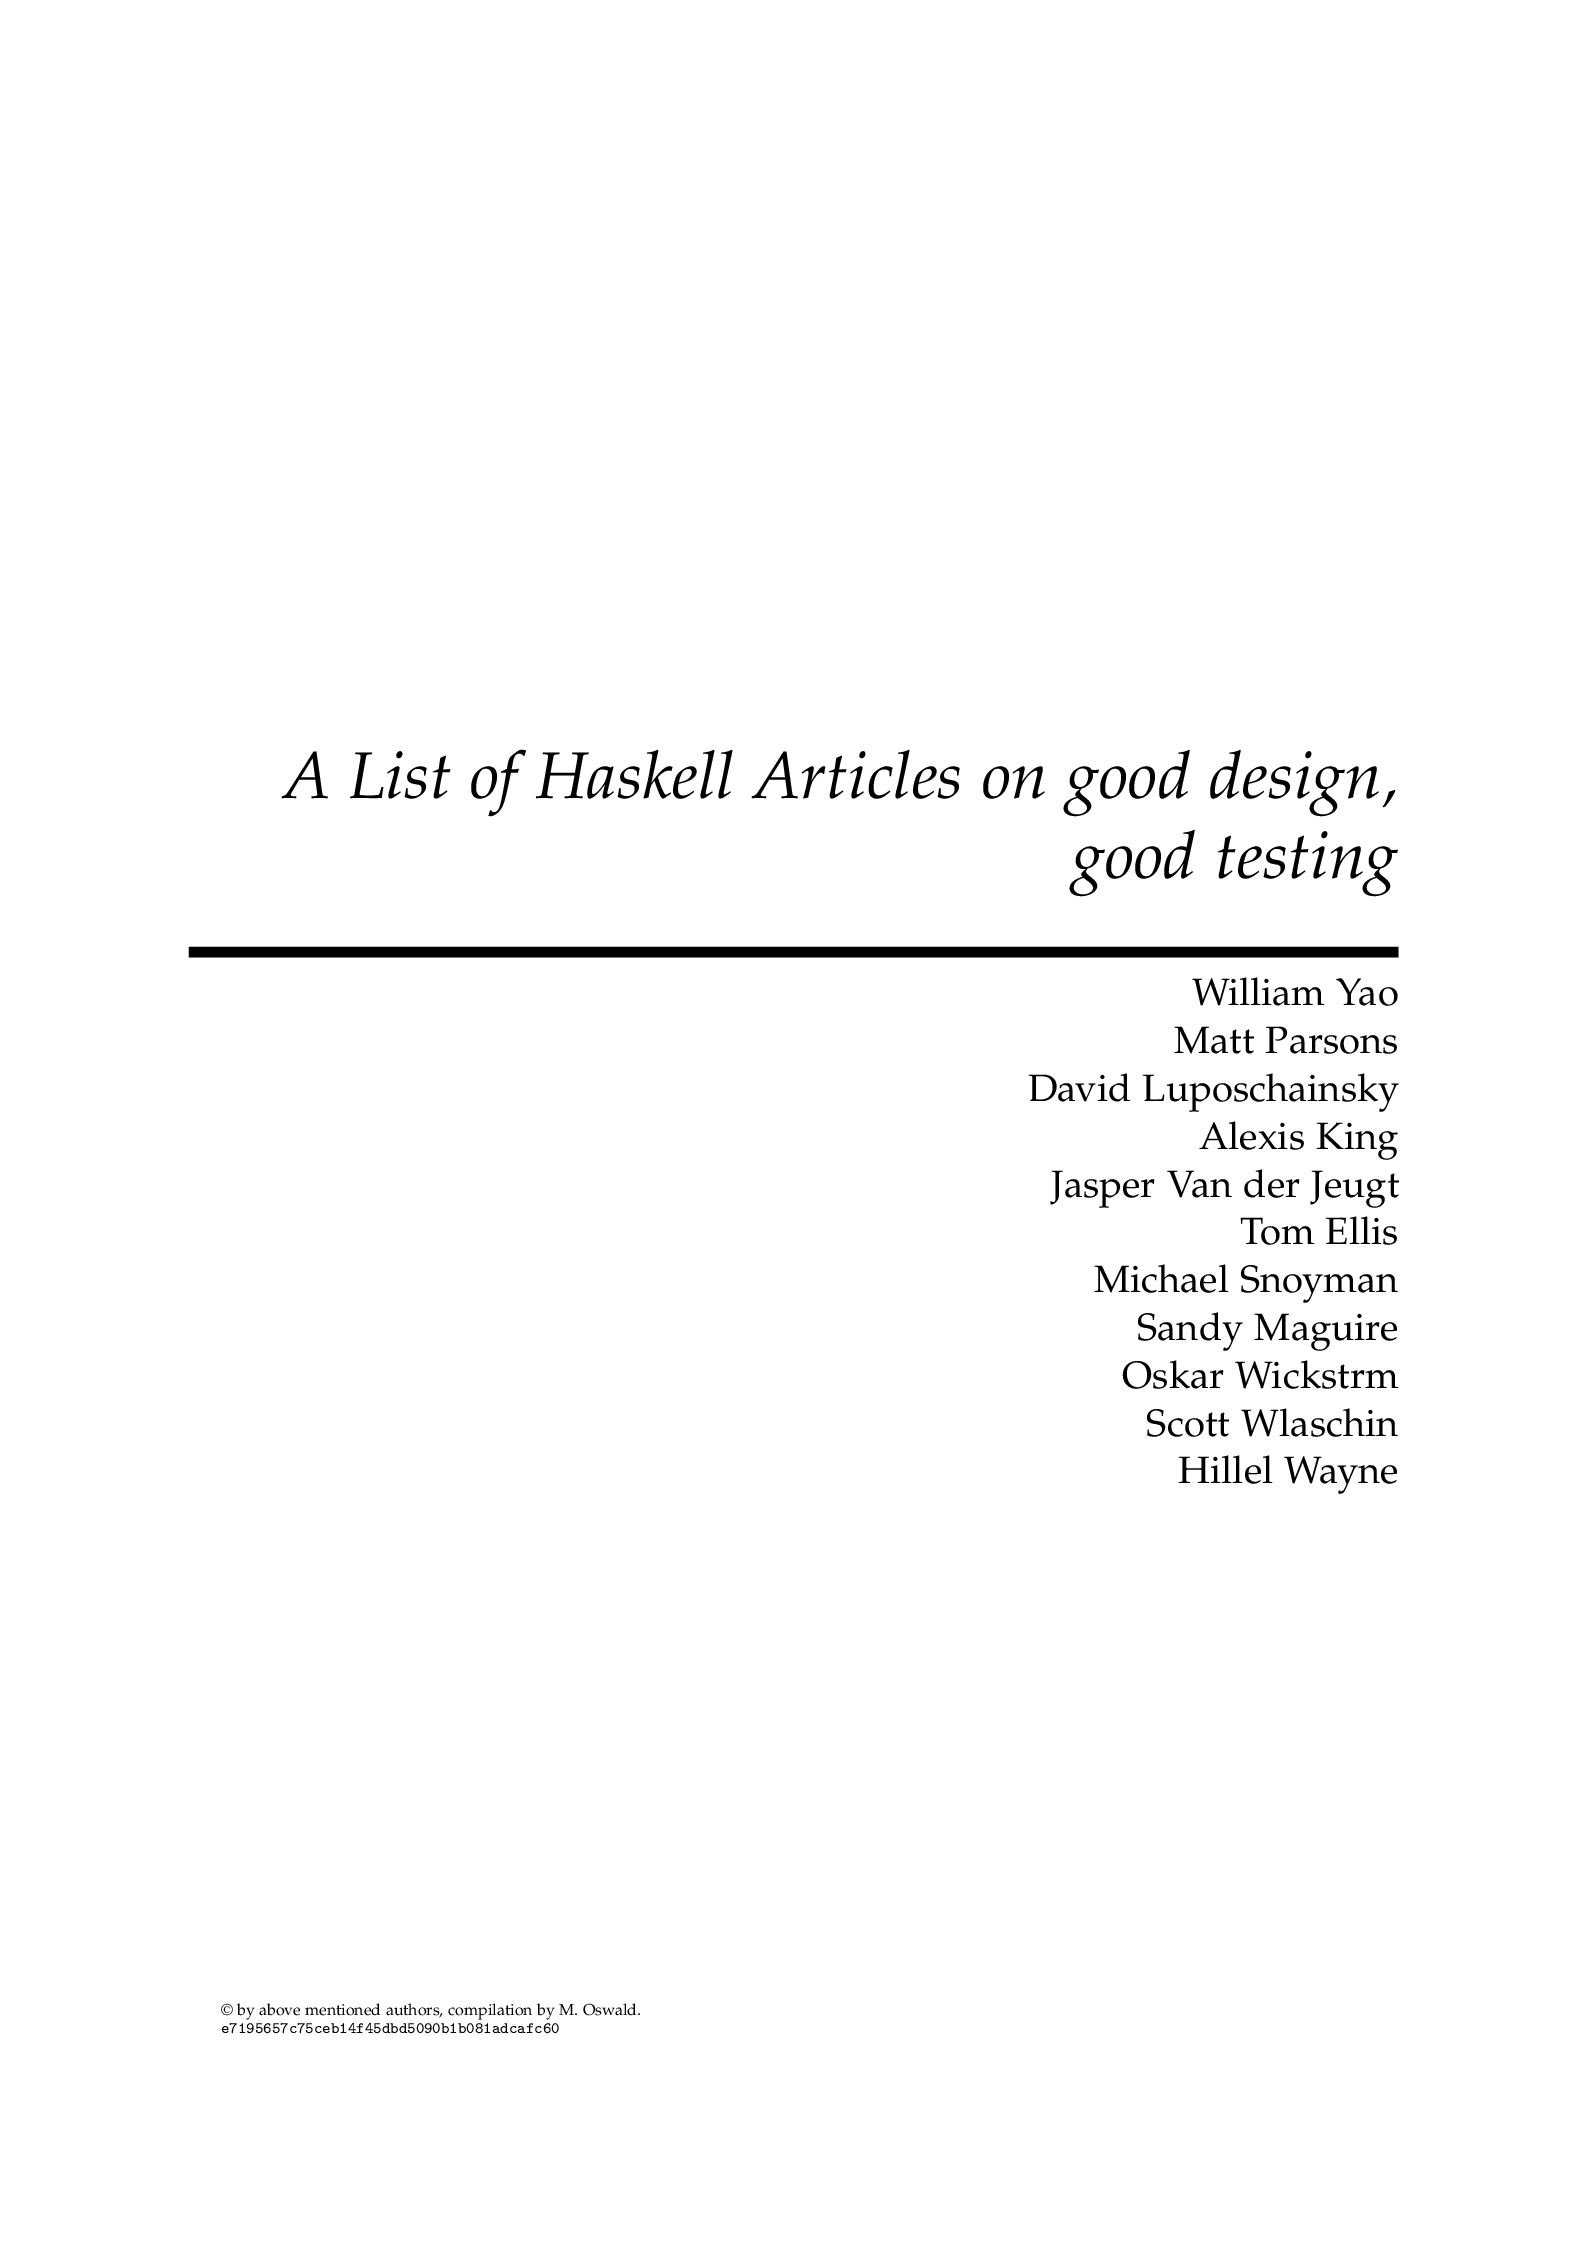 A List of Haskell Articles on good design,
good testing
William Yao
Matt Parsons
David Luposchainsky
Alexis King
Jasper Van der Jeugt
Tom Ellis
Michael Snoyman
Sandy Maguire
Oskar Wickstrm
Scott Wlaschin
Hillel Wayne
© by above mentioned authors, compilation by M. Oswald.
e7195657c75ceb14f45dbd5090b1b081adcafc60